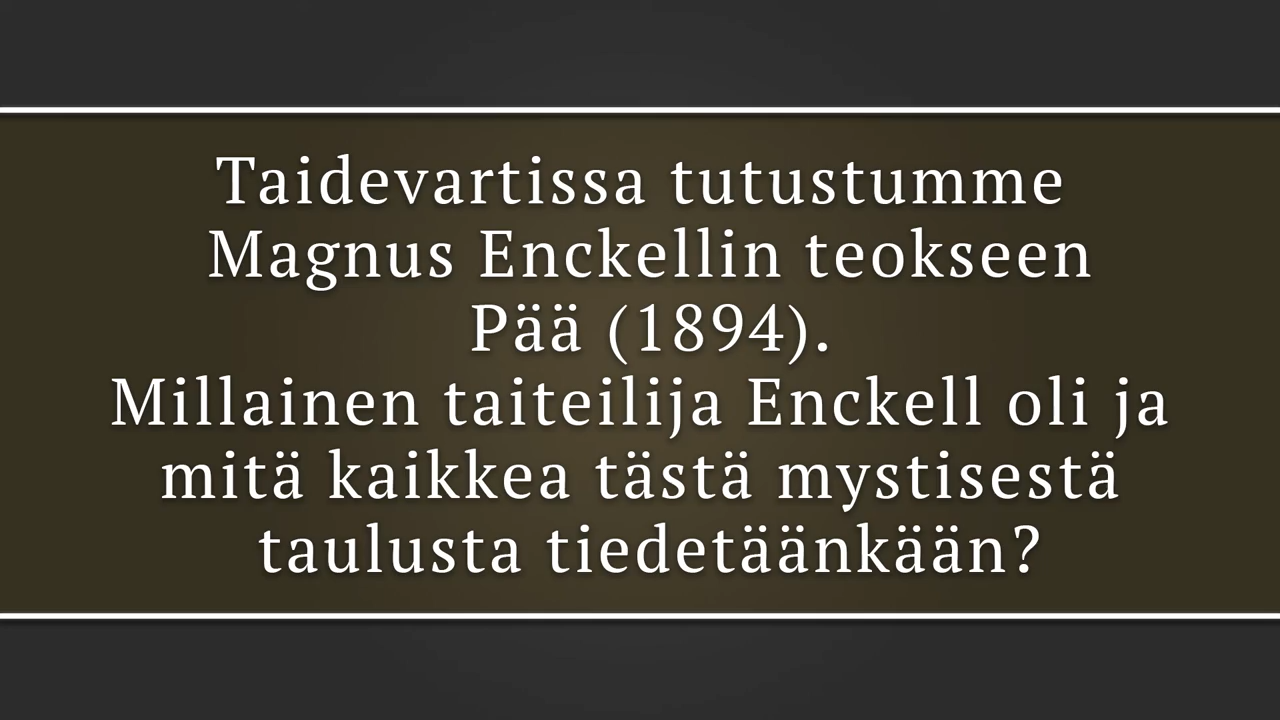 Taidevartissa tutustumme
Magnus Enckellin teokseen
Pää (1894).
Millainen taiteilija Enckell oli ja
mitä kaikkea tästä mystisestä
taulusta tiedetäänkään?